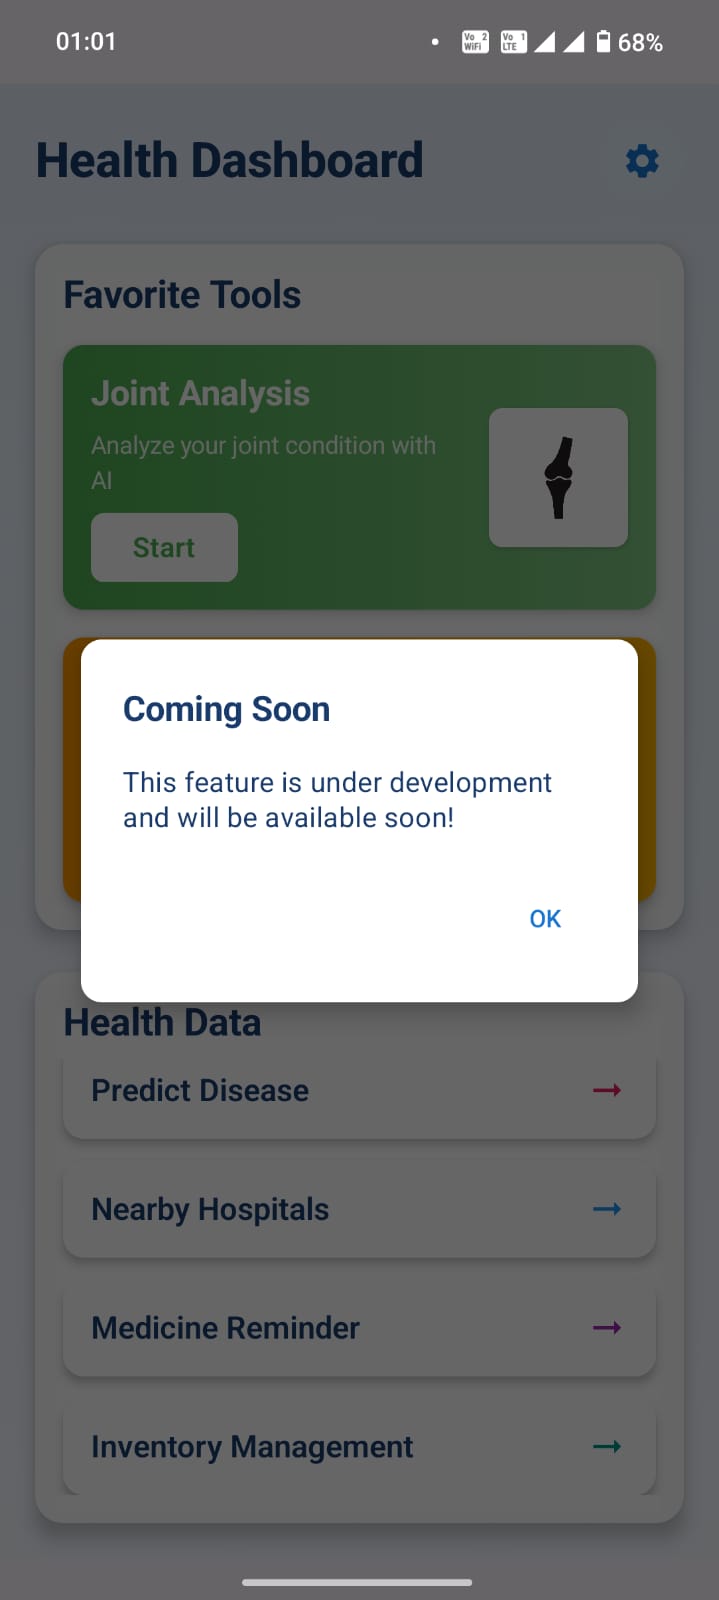 01:01
Vo 2
WiFi
Vo 1
LTE
68%
Health Dashboard
Favorite Tools
Joint Analysis
Analyze your joint condition with
AI
Start
Coming Soon
This feature is under development
and will be available soon!
OK
Health Data
Predict Disease
Nearby Hospitals
Medicine Reminder
Inventory Management